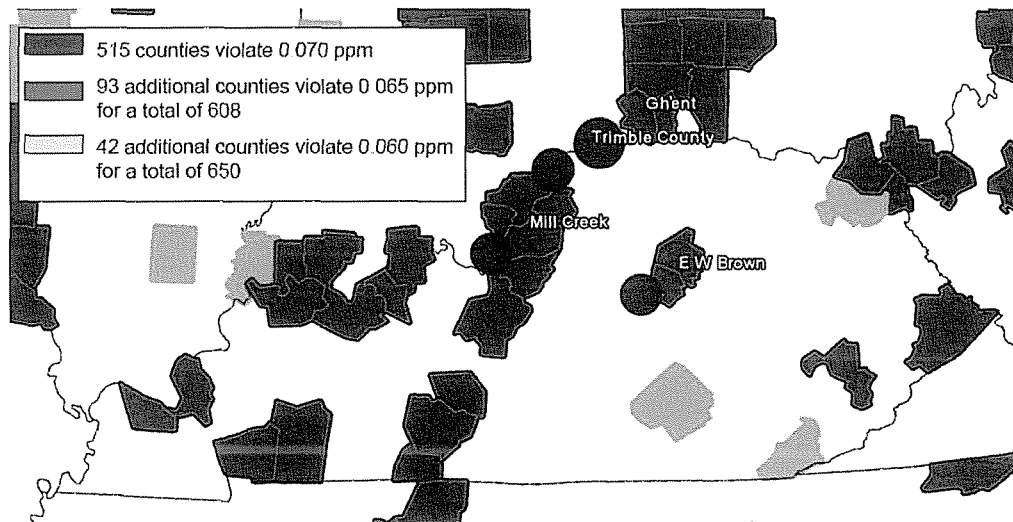 515 counties violate 0.070 ppm
93 additional counties violate 0 065 ppm
for a total of 608
42 additional counties violate 0.060 ppm
for a total of 650
Ghent
Trimble County
Mill Creek
E W Brown